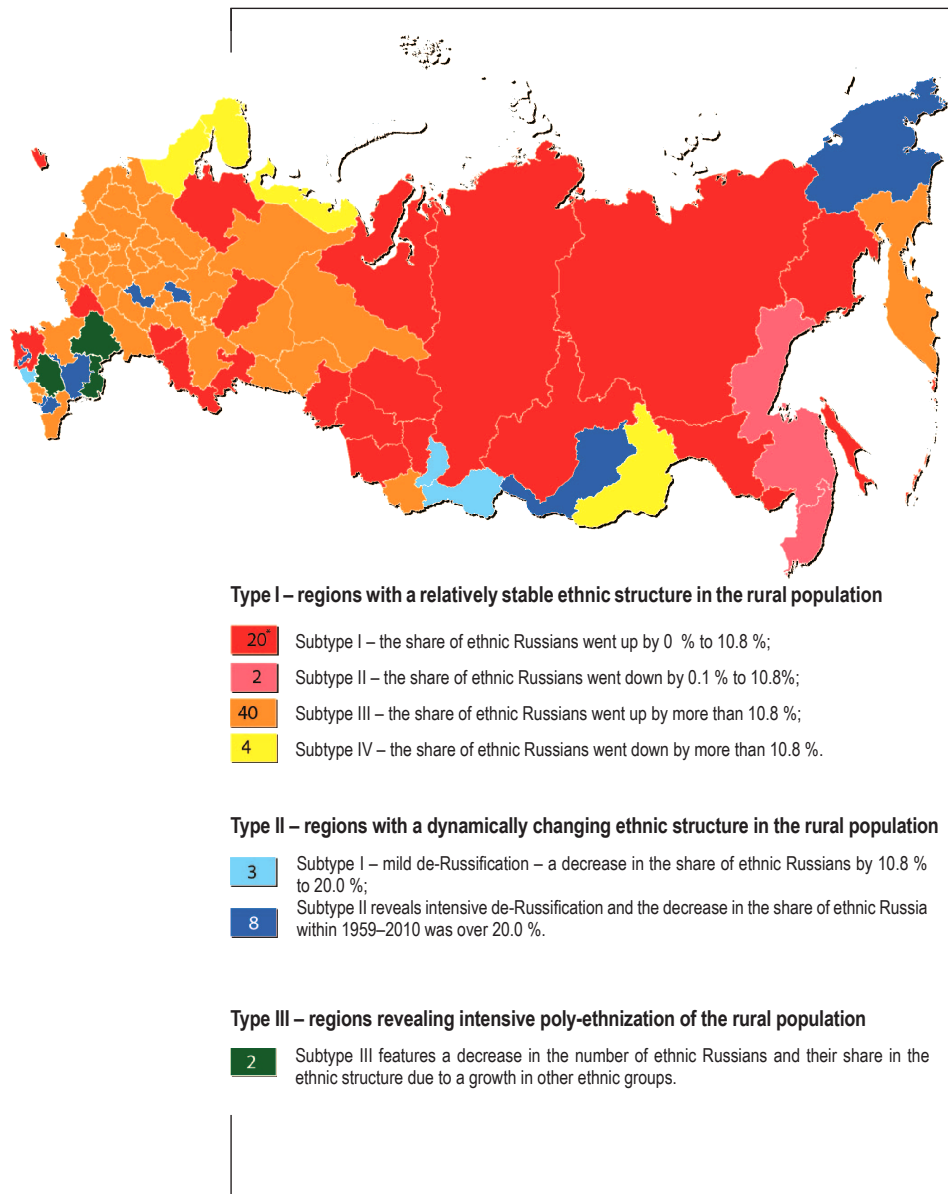 Type I – regions with a relatively stable ethnic structure in the rural population
20* Subtype I – the share of ethnic Russians went up by 0 % to 10.8 %;
2 Subtype II – the share of ethnic Russians went down by 0.1 % to 10.8%;
40 Subtype III – the share of ethnic Russians went up by more than 10.8 %;
4 Subtype IV – the share of ethnic Russians went down by more than 10.8 %.
Type II – regions with a dynamically changing ethnic structure in the rural population
3 Subtype I – mild de-Russification – a decrease in the share of ethnic Russians by 10.8 %
to 20.0 %;
8 Subtype II reveals intensive de-Russification and the decrease in the share of ethnic Russia
within 1959–2010 was over 20.0 %.
Type III – regions revealing intensive poly-ethnization of the rural population
2 Subtype III features a decrease in the number of ethnic Russians and their share in the
ethnic structure due to a growth in other ethnic groups.